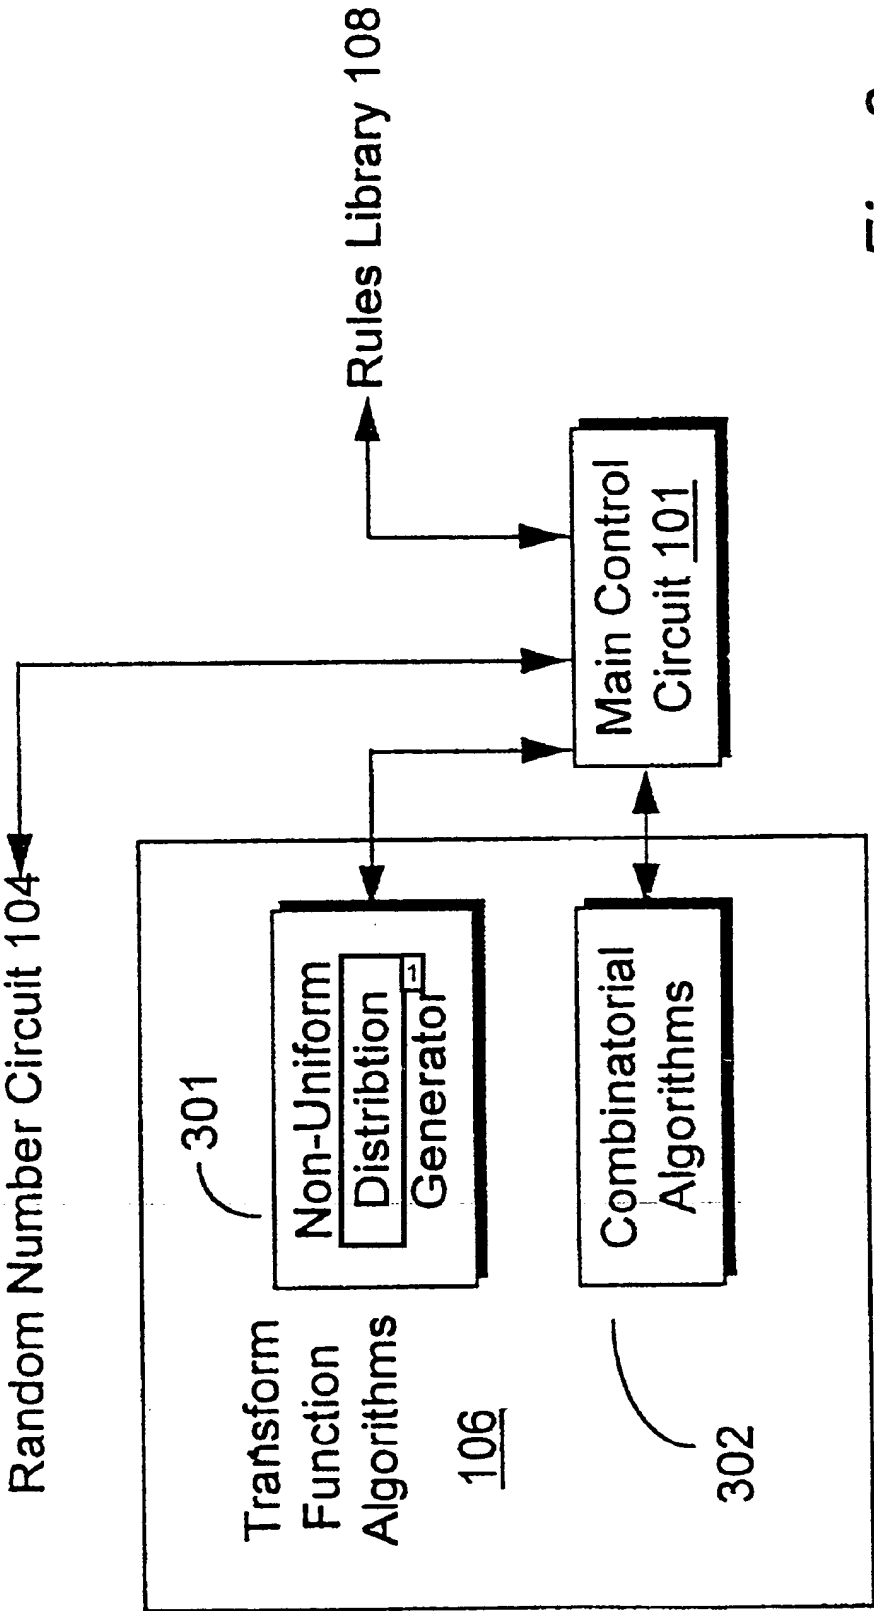 Random Number Circuit 104
Rules Library 108
Transform
Function
Algorithms
106
301
Non-Uniform
Distribtion
Generator
302
Combinatorial
Algorithms
Main Control
Circuit 101